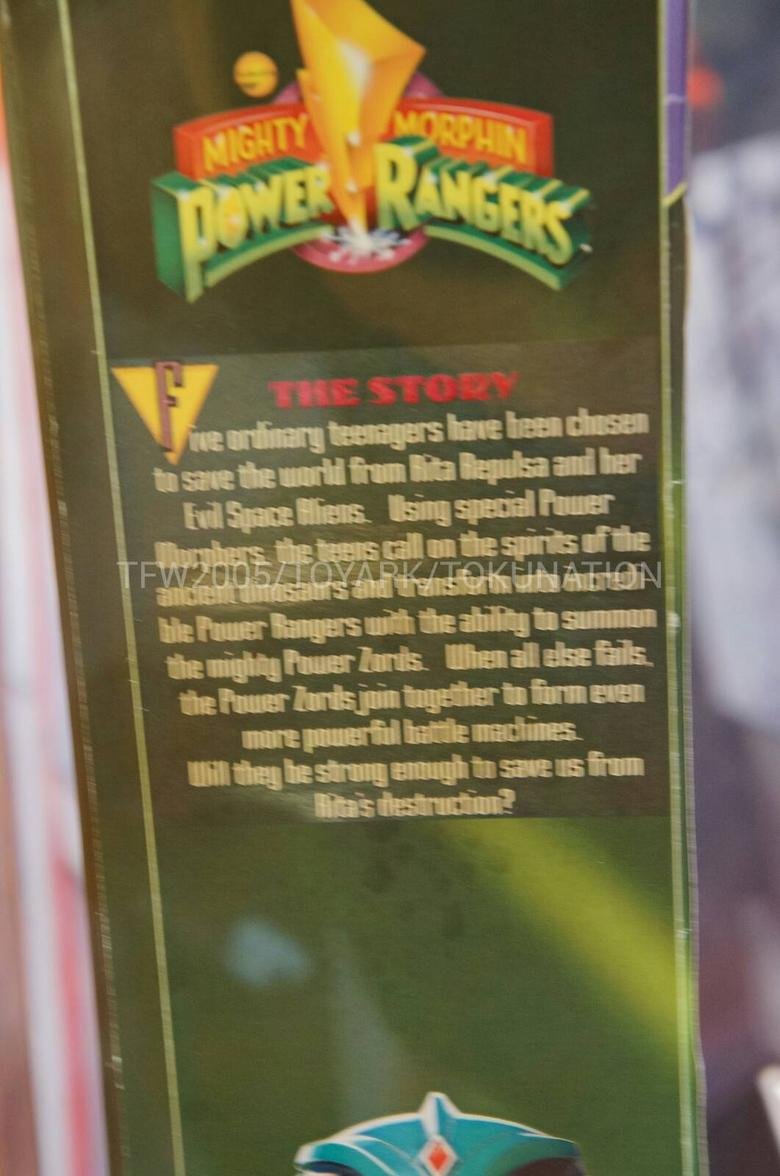 MIGHTY MORPHIN
POWER RANGERS
THE STORY
Five ordinary teenagers have been chosen
to save the world from Rita Repulsa and her
Evil Space Aliens. Using special Power
Morphers, the teens call on the spirits of the
TFW2005/TOYARK/TOKUNATION
ancient dinosaurs and transform into
ble Power Rangers with the ability to summon
the mighty Power Zords. When all else fails,
the Power Zords join together to form even
more powerful battle machines.
Will they be strong enough to save us from
Rita's destruction?